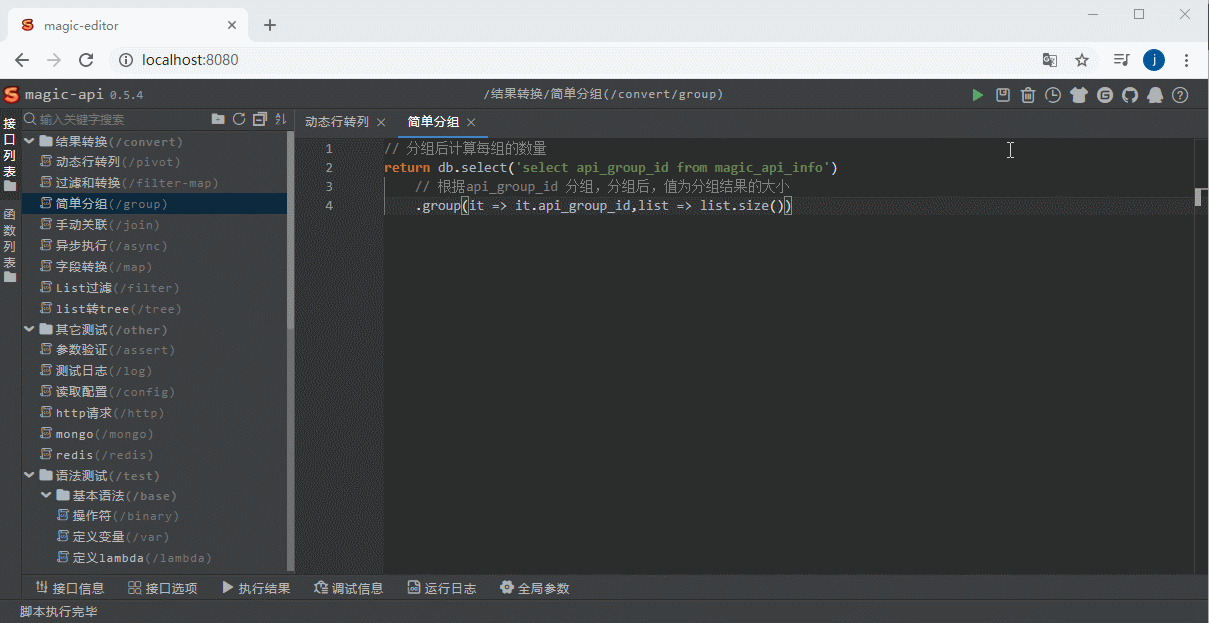 magic-editor
localhost:8080
j
magic-api 0.5.4
/结果转换/简单分组(/convert/group)
接口列表
函数列表
输入关键字搜索
结果转换(/convert)
动态行转列(/pivot)
过滤和转换(/filter-map)
简单分组(/group)
手动关联(/join)
异步执行(/async)
字段转换(/map)
List过滤(/filter)
list转tree(/tree)
其它测试(/other)
参数验证(/assert)
测试日志(/log)
读取配置(/config)
http请求(/http)
mongo(/mongo)
redis(/redis)
语法测试(/test)
基本语法(/base)
操作符(/binary)
定义变量(/var)
定义lambda(/lambda)
动态行转列 简单分组
1 // 分组后计算每组的数量
2 return db.select('select api_group_id from magic_api_info')
3 // 根据api_group_id 分组，分组后，值为分组结果的大小
4 .group(it => it.api_group_id,list => list.size())
接口信息 接口选项 执行结果 调试信息 运行日志 全局参数
脚本执行完毕